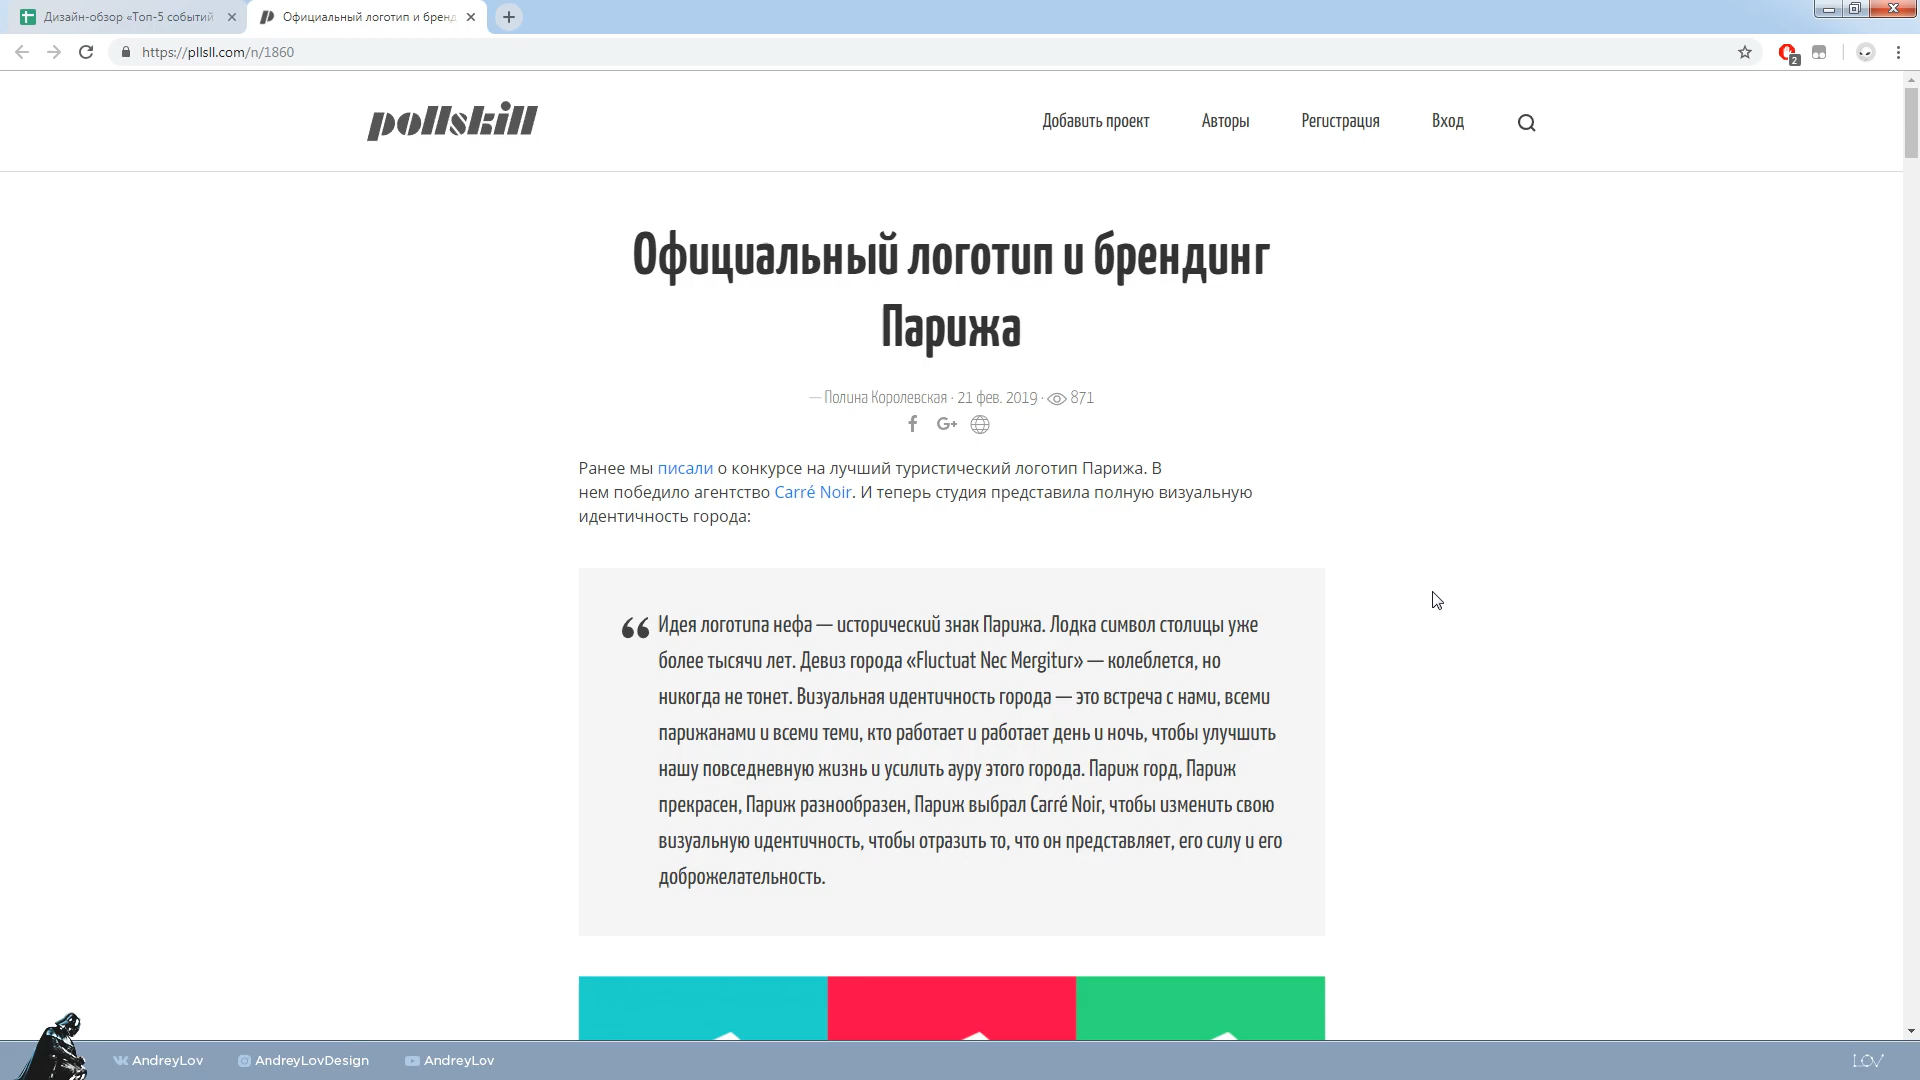 Дизайн-обзор «Топ-5 событий
Официальный логотип и бренд
https://pllsll.com/n/1860
2
pollskill
Добавить проект
Авторы
Регистрация
Вход
Официальный логотип и брендинг
Парижа
— Полина Королевская · 21 фев. 2019 · 871
G+
Ранее мы писали о конкурсе на лучший туристический логотип Парижа. В
нем победило агентство Carré Noir. И теперь студия представила полную визуальную
идентичность города:
“ Идея логотипа нефа — исторический знак Парижа. Лодка символ столицы уже
более тысячи лет. Девиз города «Fluctuat Nec Mergitur» — колеблется, но
никогда не тонет. Визуальная идентичность города — это встреча с нами, всеми
парижанами и всеми теми, кто работает и работает день и ночь, чтобы улучшить
нашу повседневную жизнь и усилить ауру этого города. Париж горд, Париж
прекрасен, Париж разнообразен, Париж выбрал Carré Noir, чтобы изменить свою
визуальную идентичность, чтобы отразить то, что он представляет, его силу и его
доброжелательность.
AndreyLov
AndreyLovDesign
AndreyLov
LOV